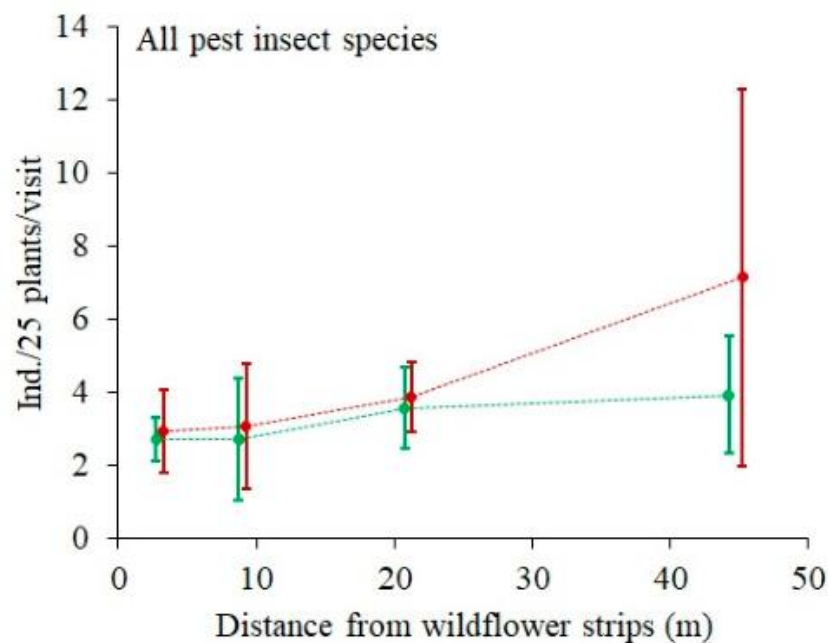 All pest insect species
14
12
10
8
6
4
2
0
Ind./25 plants/visit
0 10 20 30 40 50
Distance from wildflower strips (m)